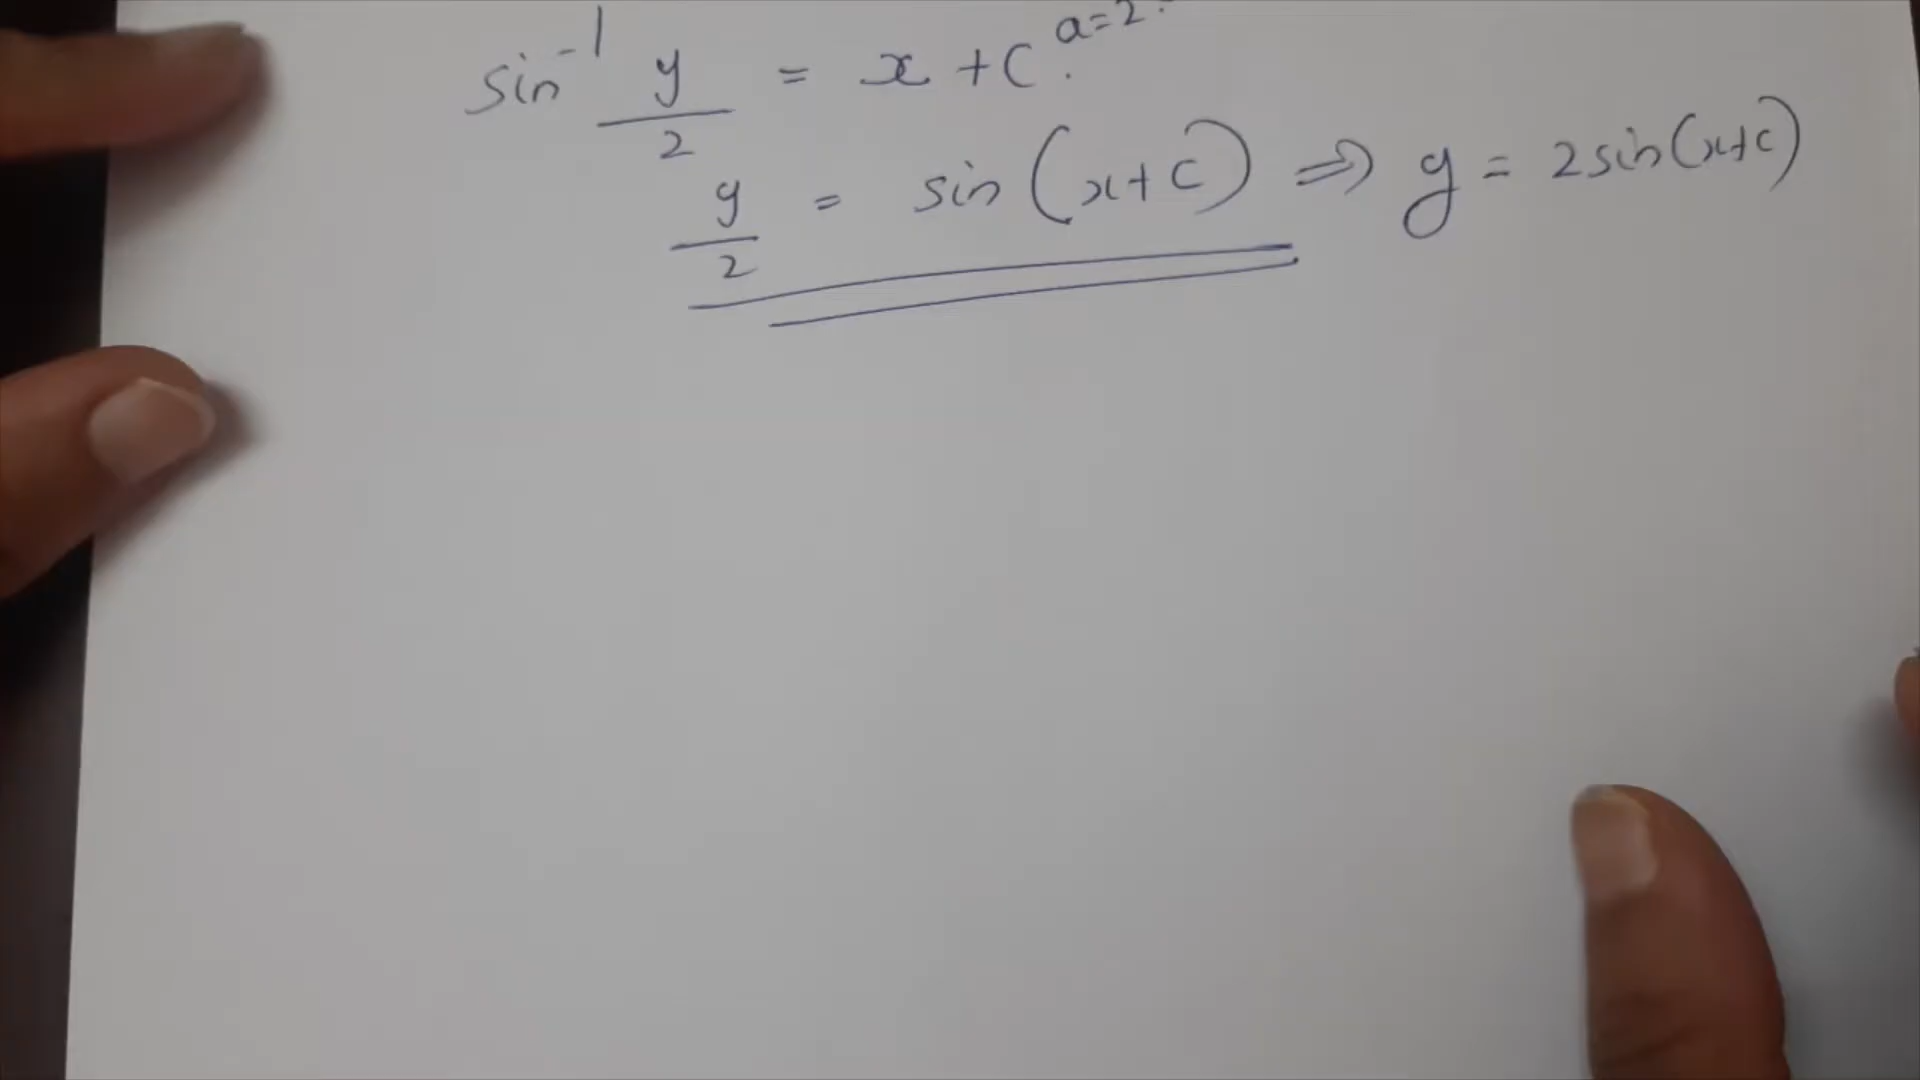 a=2.
sin⁻¹ y/2 = x + C.
y/2 = sin (x+C) ⇒ y = 2sin(x+c)